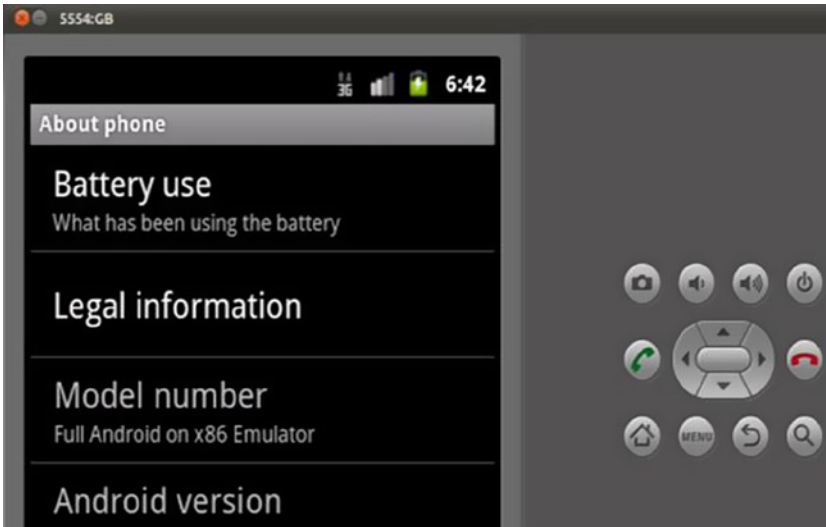 5554:GB
3G 6:42
About phone
Battery use
What has been using the battery
Legal information
Model number
Full Android on x86 Emulator
Android version
MENU